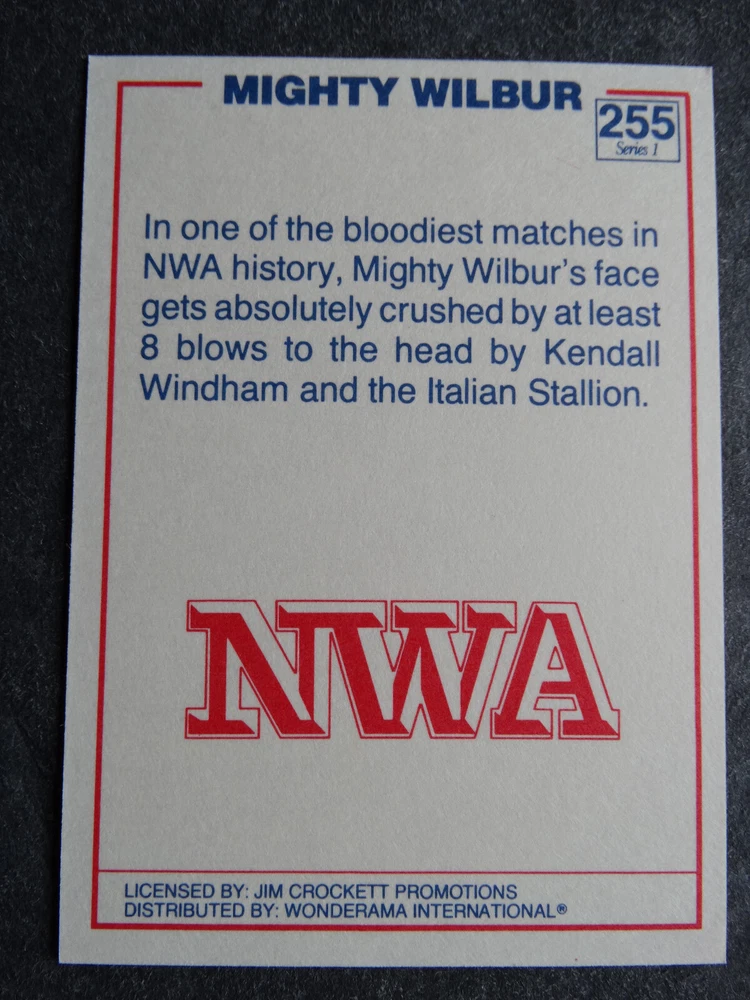 MIGHTY WILBUR
255
Series 1
In one of the bloodiest matches in
NWA history, Mighty Wilbur's face
gets absolutely crushed by at least
8 blows to the head by Kendall
Windham and the Italian Stallion.
NWA
LICENSED BY: JIM CROCKETT PROMOTIONS
DISTRIBUTED BY: WONDERAMA INTERNATIONAL®